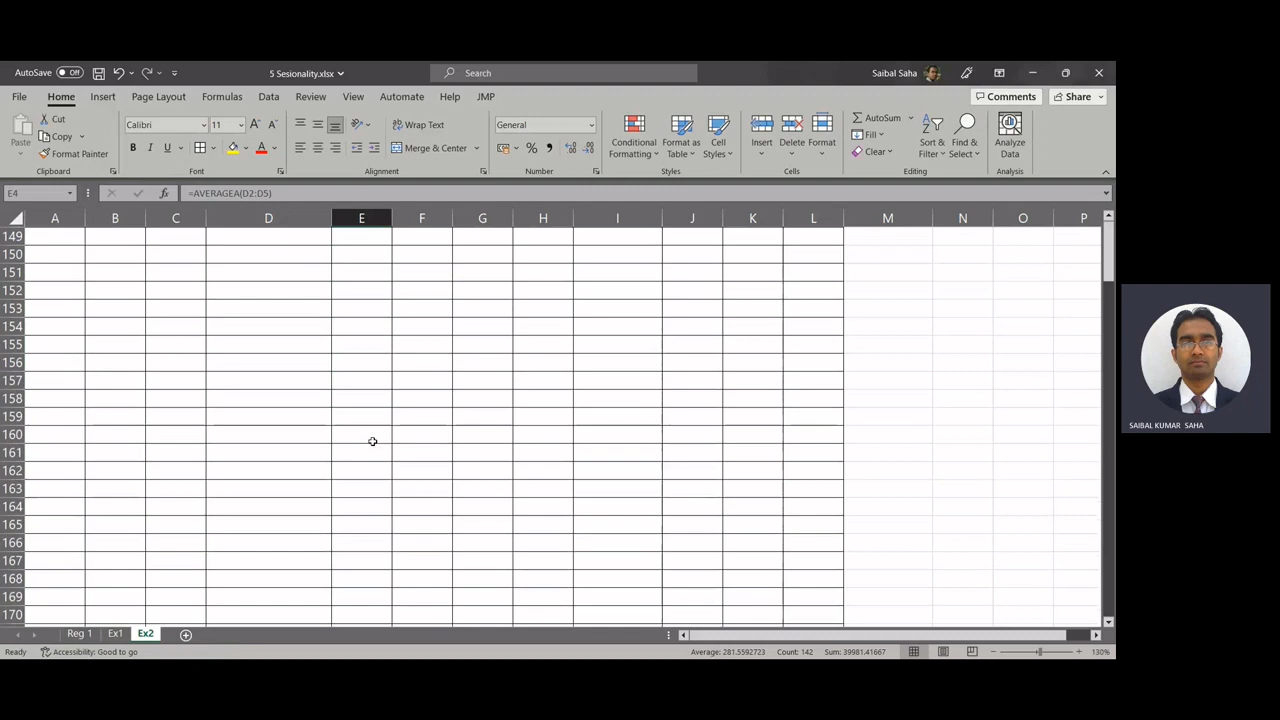 AutoSave Off 5 Sesionality.xlsx Search Saibal Saha
File Home Insert Page Layout Formulas Data Review View Automate Help JMP Comments Share
Paste Cut Copy Format Painter Clipboard
Calibri 11 B I U Font
Wrap Text Merge & Center Alignment
General % Number
Conditional Formatting Format as Table Cell Styles Styles
Insert Delete Format Cells
AutoSum Fill Clear Sort & Filter Find & Select Editing
Analyze Data Analysis
E4 fx =AVERAGEA(D2:D5)
A B C D E F G H I J K L M N O P
149
150
151
152
153
154
155
156
157
158
159
160
161
162
163
164
165
166
167
168
169
170
Reg 1 Ex1 Ex2
Ready Accessibility: Good to go Average: 281.5592723 Count: 142 Sum: 39981.41667 130%
SAIBAL KUMAR SAHA